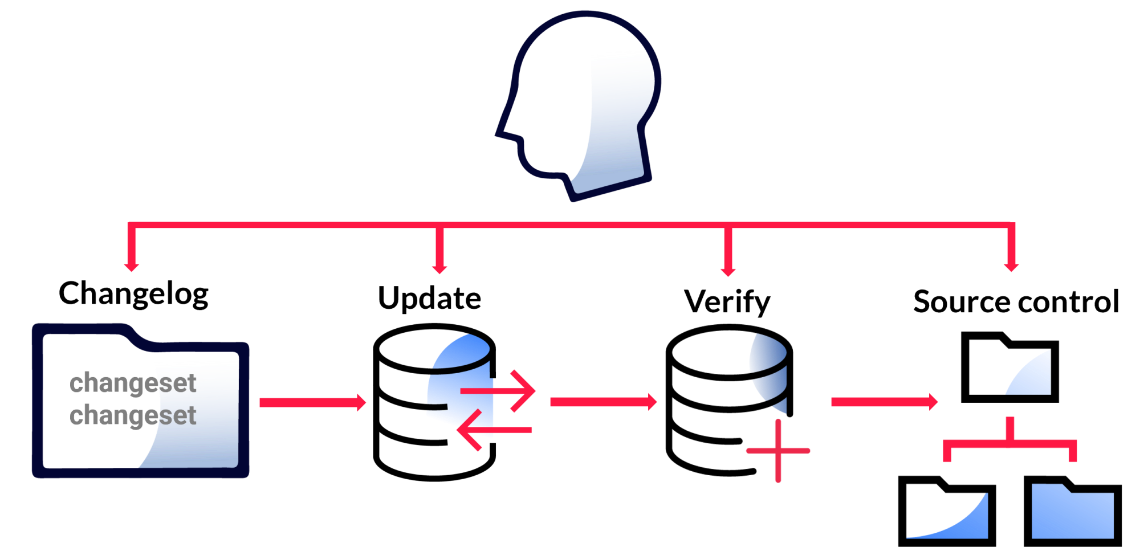 Changelog
Update
Verify
Source control
changeset
changeset